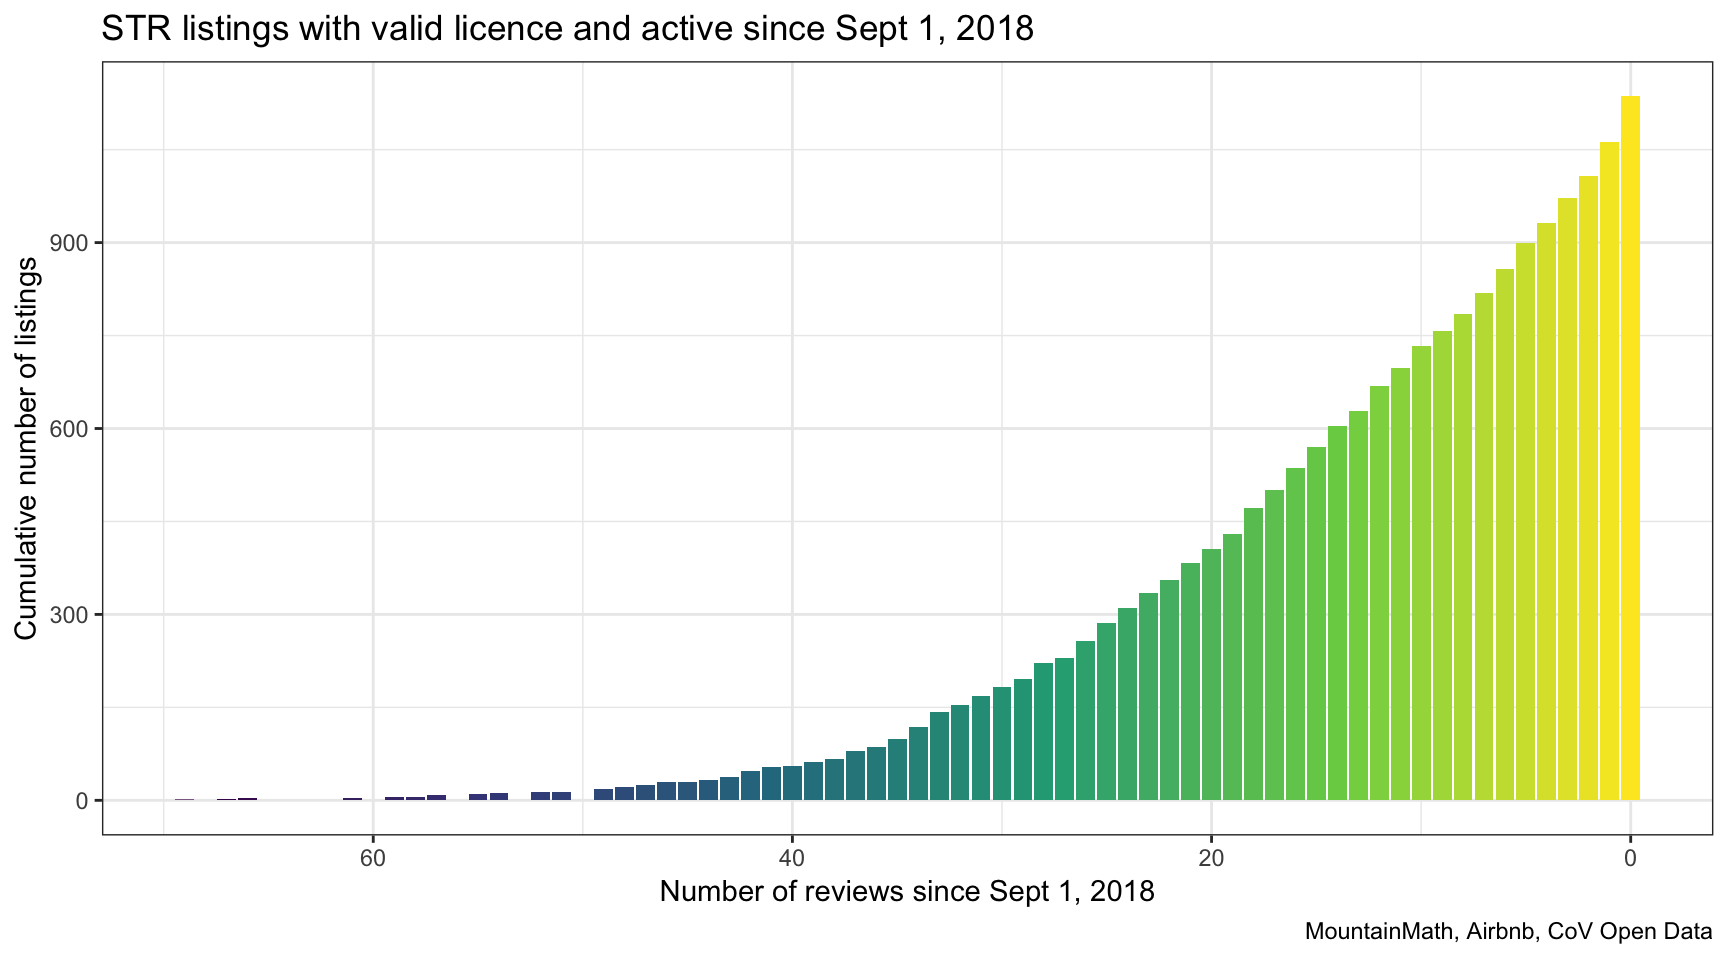 STR listings with valid licence and active since Sept 1, 2018
Cumulative number of listings
900
600
300
0
60
40
20
0
Number of reviews since Sept 1, 2018
MountainMath, Airbnb, CoV Open Data